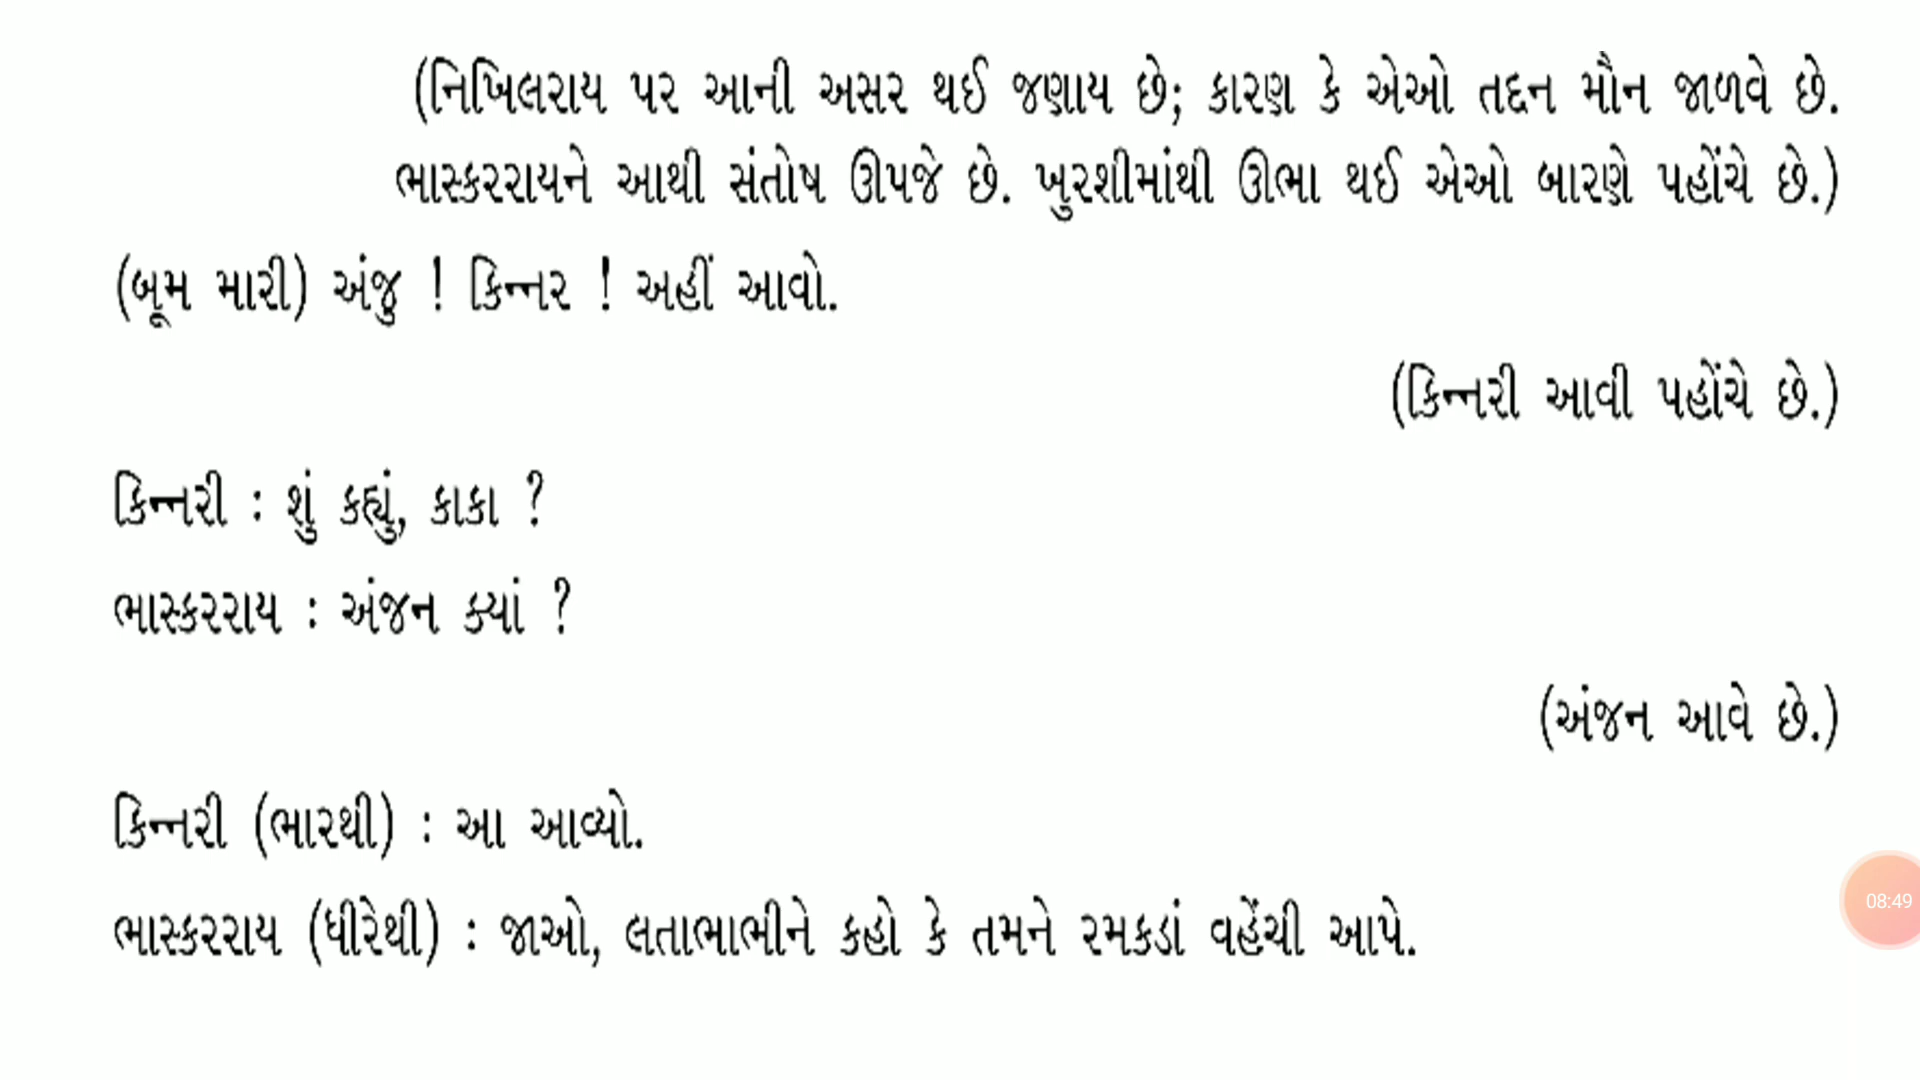 (નિખિલરાય પર આની અસર થઈ જણાય છે; કારણ કે એઓ તદ્દન મૌન જાળવે છે.
ભાસ્કરરાયને આથી સંતોષ ઊપજે છે. ખુરશીમાંથી ઊભા થઈ એઓ બારણે પહોંચે છે.)
(બૂમ મારી) અંજુ ! કિન્નર ! અહીં આવો.
(કિન્નરી આવી પહોંચે છે.)
કિન્નરી : શું કહ્યું, કાકા ?
ભાસ્કરરાય : અંજન ક્યાં ?
(અંજન આવે છે.)
કિન્નરી (ભારથી) : આ આવ્યો.
08:49
ભાસ્કરરાય (ધીરેથી) : જાઓ, લતાભાભીને કહો કે તમને રમકડાં વહેંચી આપે.